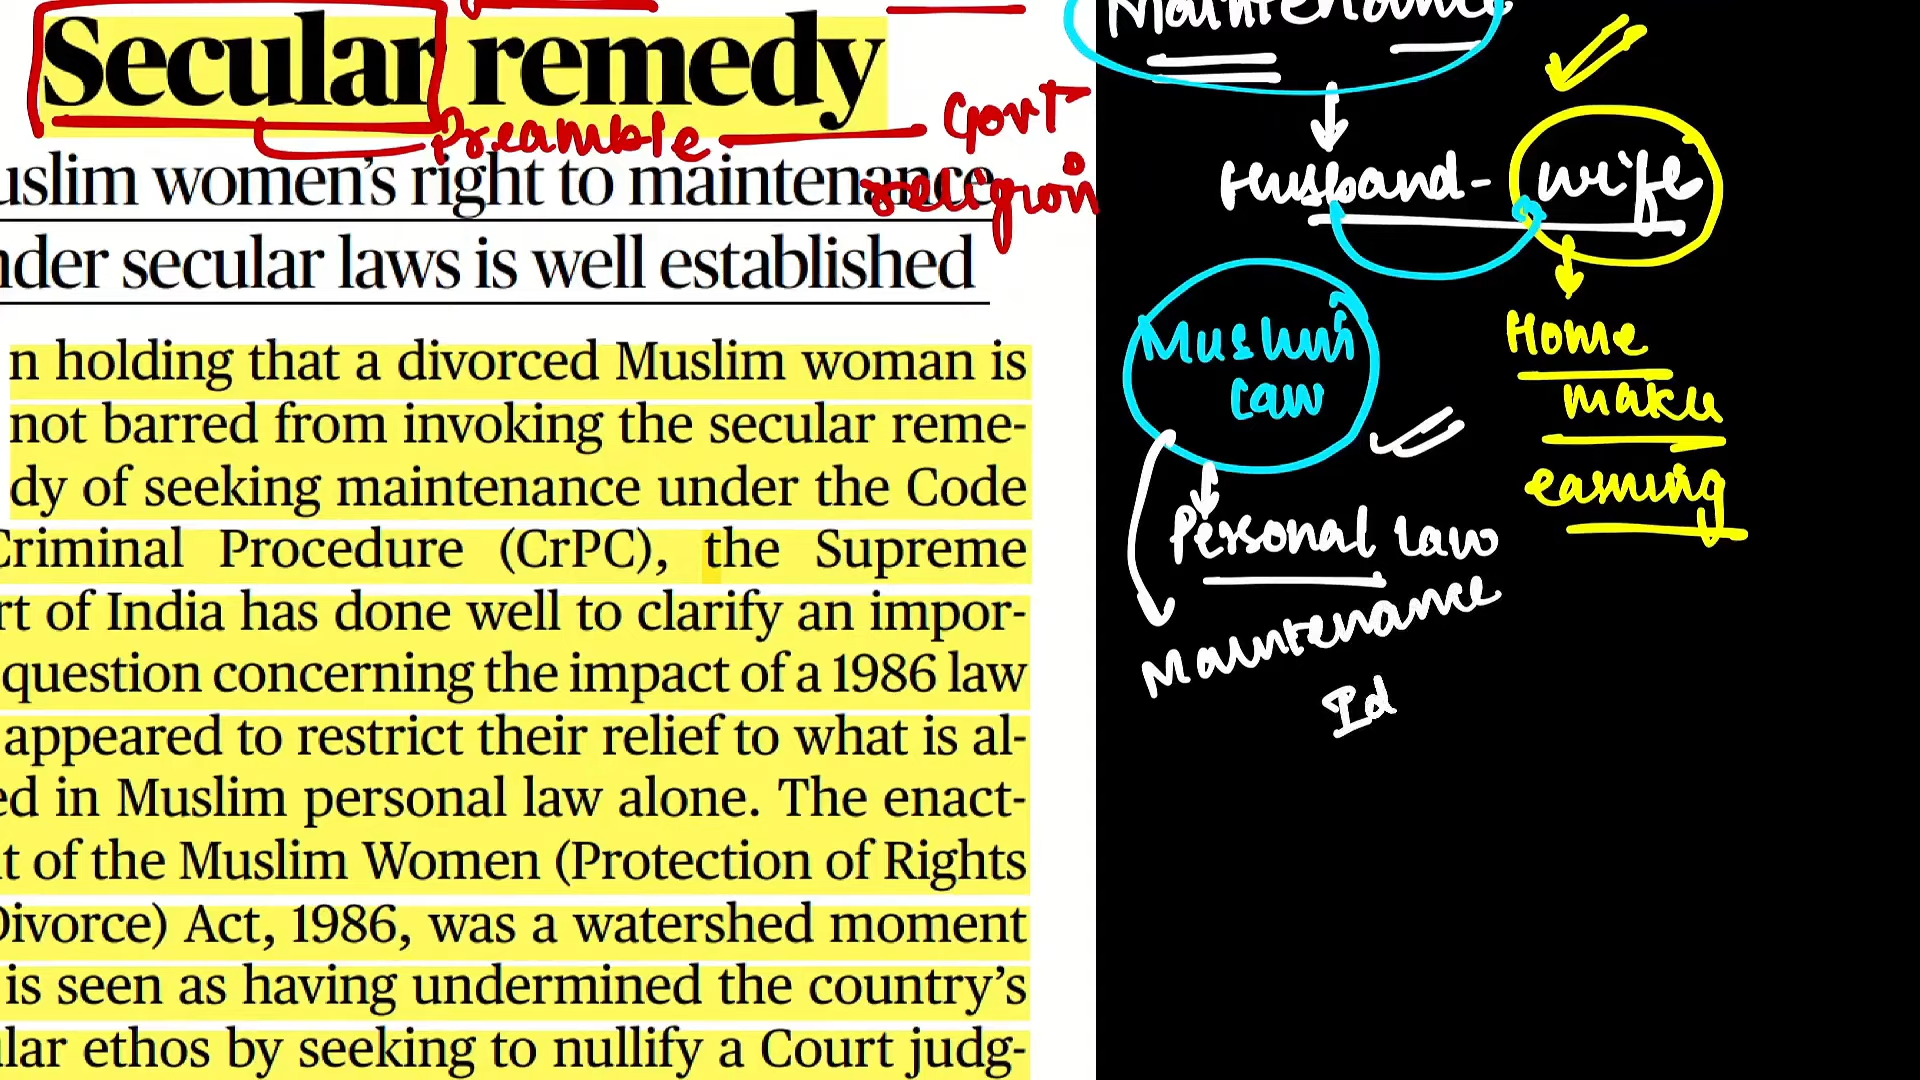 Secular remedy
Preamble
Govt
religion
uslim women's right to maintenance
nder secular laws is well established
n holding that a divorced Muslim woman is
not barred from invoking the secular reme-
dy of seeking maintenance under the Code
Criminal Procedure (CrPC), the Supreme
rt of India has done well to clarify an impor-
question concerning the impact of a 1986 law
appeared to restrict their relief to what is al-
ed in Muslim personal law alone. The enact-
t of the Muslim Women (Protection of Rights
Divorce) Act, 1986, was a watershed moment
is seen as having undermined the country's
lar ethos by seeking to nullify a Court judg-
Maintenance
Husband - wife
Muslim
Law
Home
maker
earning
Personal Law
Maintenance
Id